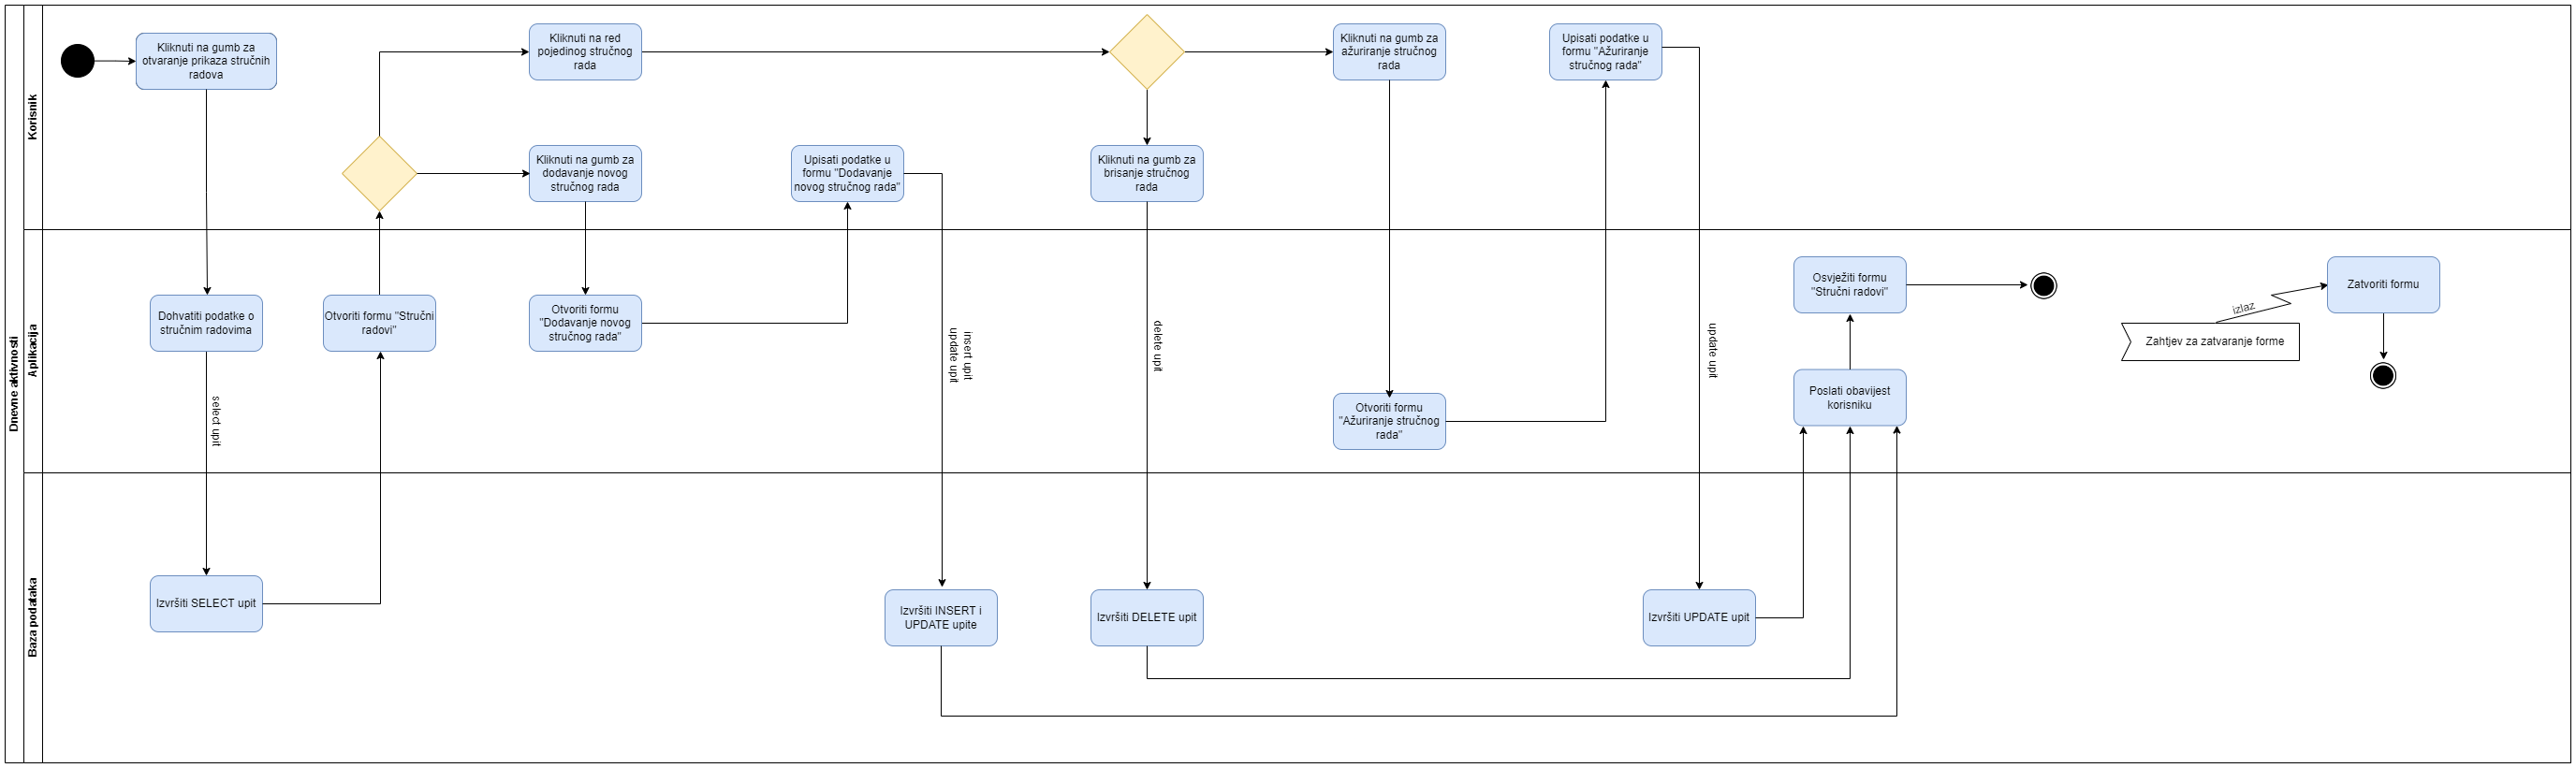 Dnevne aktivnosti
Korisnik
Kliknuti na gumb za
otvaranje prikaza stručnih
radova
Kliknuti na red
pojedinog stručnog
rada
Kliknuti na gumb za
ažuriranje stručnog
rada
Upisati podatke u
formu "Ažuriranje
stručnog rada"
Kliknuti na gumb za
dodavanje novog
stručnog rada
Upisati podatke u
formu "Dodavanje
novog stručnog rada"
Kliknuti na gumb za
brisanje stručnog
rada
Aplikacija
Dohvatiti podatke o
stručnim radovima
Otvoriti formu "Stručni
radovi"
Otvoriti formu
"Dodavanje novog
stručnog rada"
insert upit
update upit
delete upit
Otvoriti formu
"Ažuriranje stručnog
rada"
update upit
Osvježiti formu
"Stručni radovi"
Poslati obavijest
korisniku
Zahtjev za zatvaranje forme
izlaz
Zatvoriti formu
select upit
Baza podataka
Izvršiti SELECT upit
Izvršiti INSERT i
UPDATE upite
Izvršiti DELETE upit
Izvršiti UPDATE upit